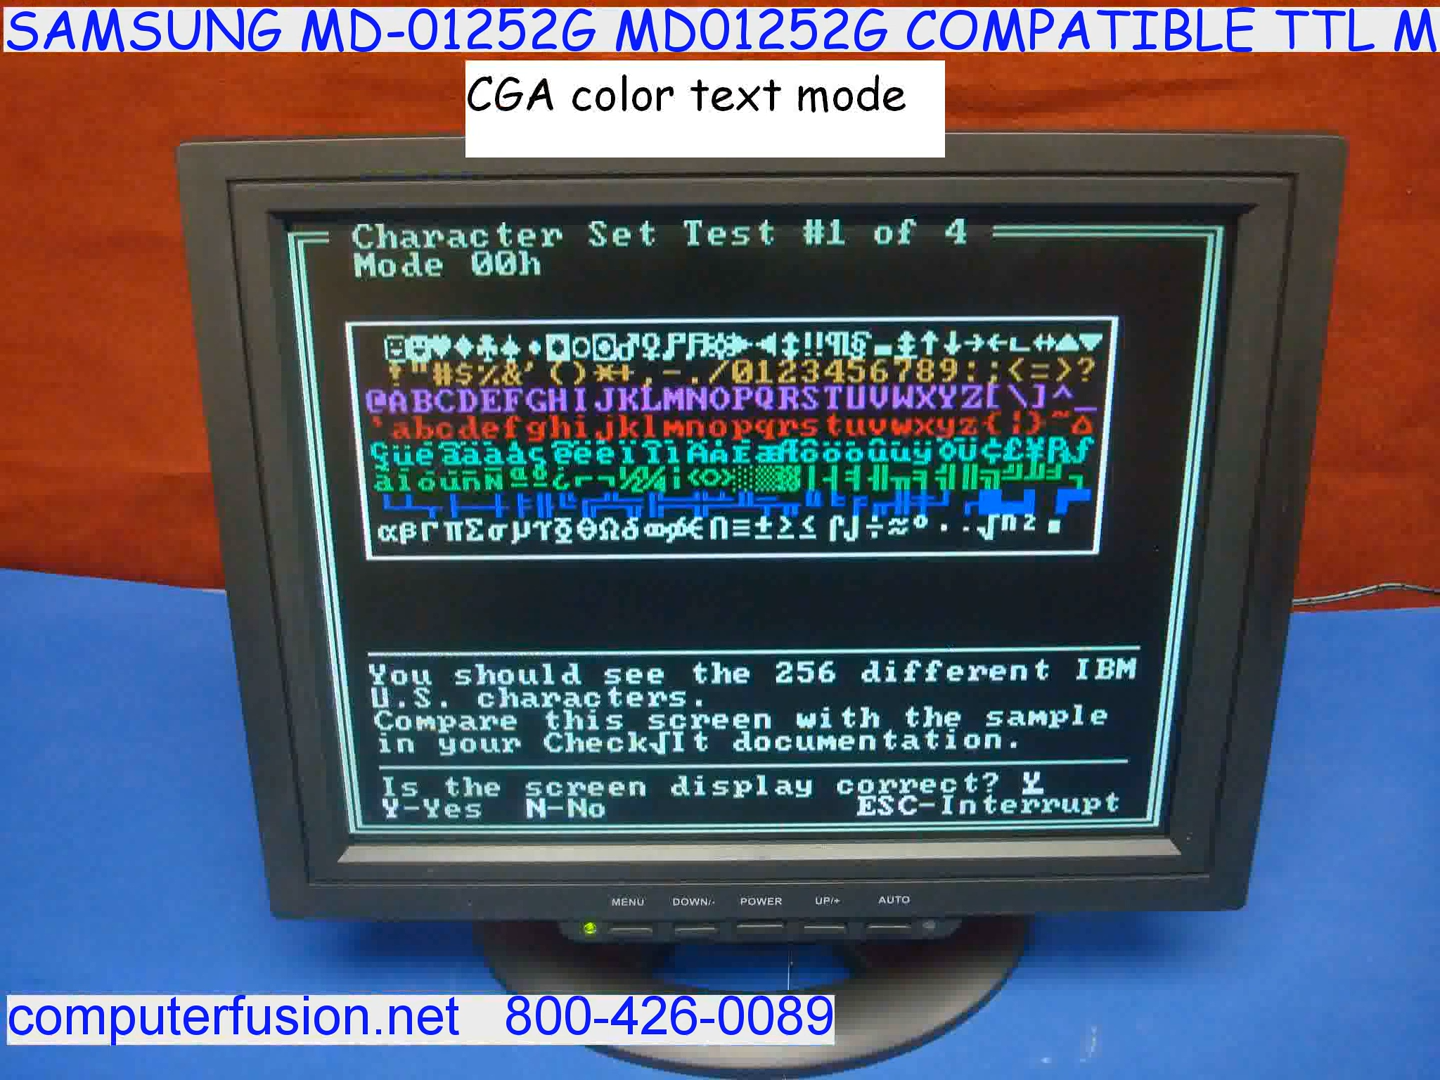 SAMSUNG MD-01252G MD01252G COMPATIBLE TTL M
CGA color text mode
Character Set Test #1 of 4
Mode 00h
!"#$%&'()*+,-./0123456789:;<=>?
@ABCDEFGHIJKLMNOPQRSTUVWXYZ[\]^_
`abcdefghijklmnopqrstuvwxyz{¦}~⌂
αβΓπΣσµτΦΘΩδ∞φ∈∩≡±≥≤⌠⌡÷≈°∙·√ⁿ²■
You should see the 256 different IBM
U.S. characters.
Compare this screen with the sample
in your Check√It documentation.
Is the screen display correct? Y
Y-Yes N-No ESC-Interrupt
MENU DOWN/- POWER UP/+ AUTO
computerfusion.net 800-426-0089